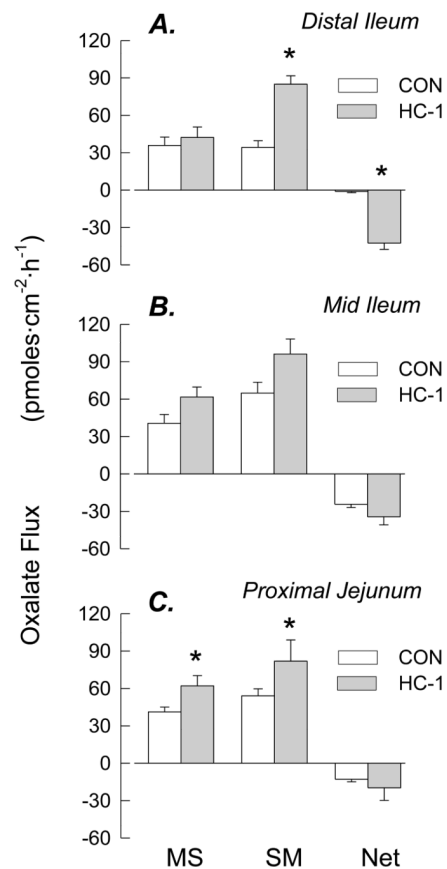 A.
Distal Ileum
120
90
60
30
0
-30
-60
*
*
CON
HC-1
B.
Mid Ileum
120
90
60
30
0
-30
-60
CON
HC-1
C.
Proximal Jejunum
120
90
60
30
0
-30
-60
*
*
CON
HC-1
MS SM Net
Oxalate Flux (pmoles·cm⁻²·h⁻¹)